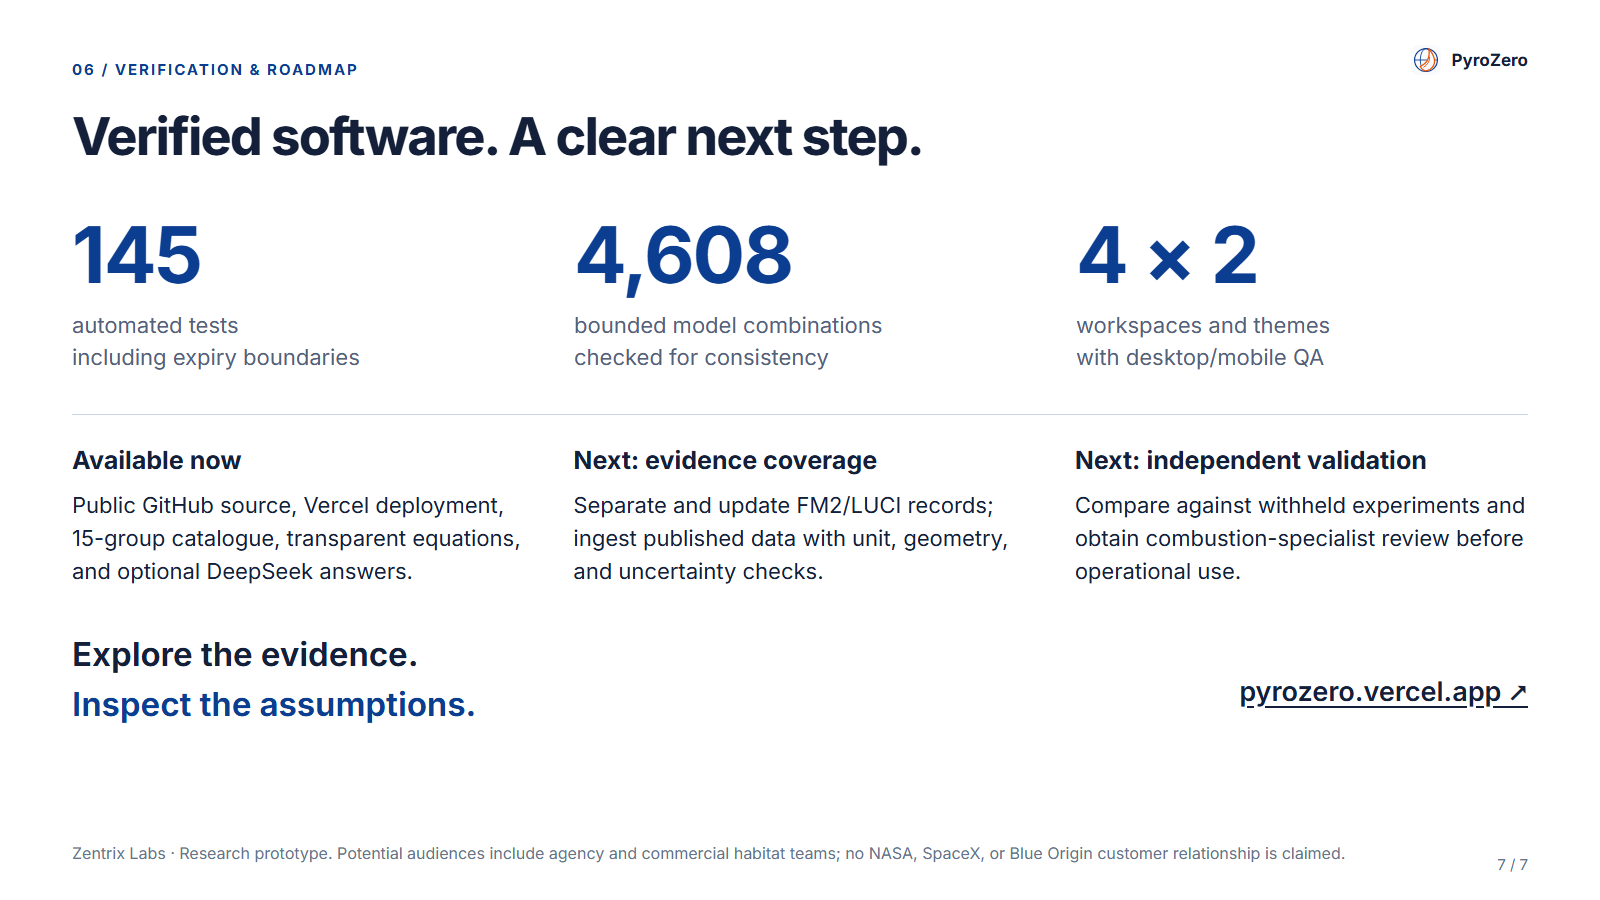 06 / VERIFICATION & ROADMAP
PyroZero
Verified software. A clear next step.
145
automated tests
including expiry boundaries
4,608
bounded model combinations
checked for consistency
4 × 2
workspaces and themes
with desktop/mobile QA
Available now
Public GitHub source, Vercel deployment,
15-group catalogue, transparent equations,
and optional DeepSeek answers.
Next: evidence coverage
Separate and update FM2/LUCI records;
ingest published data with unit, geometry,
and uncertainty checks.
Next: independent validation
Compare against withheld experiments and
obtain combustion-specialist review before
operational use.
Explore the evidence.
Inspect the assumptions.
pyrozero.vercel.app ↗
Zentrix Labs · Research prototype. Potential audiences include agency and commercial habitat teams; no NASA, SpaceX, or Blue Origin customer relationship is claimed.
7 / 7